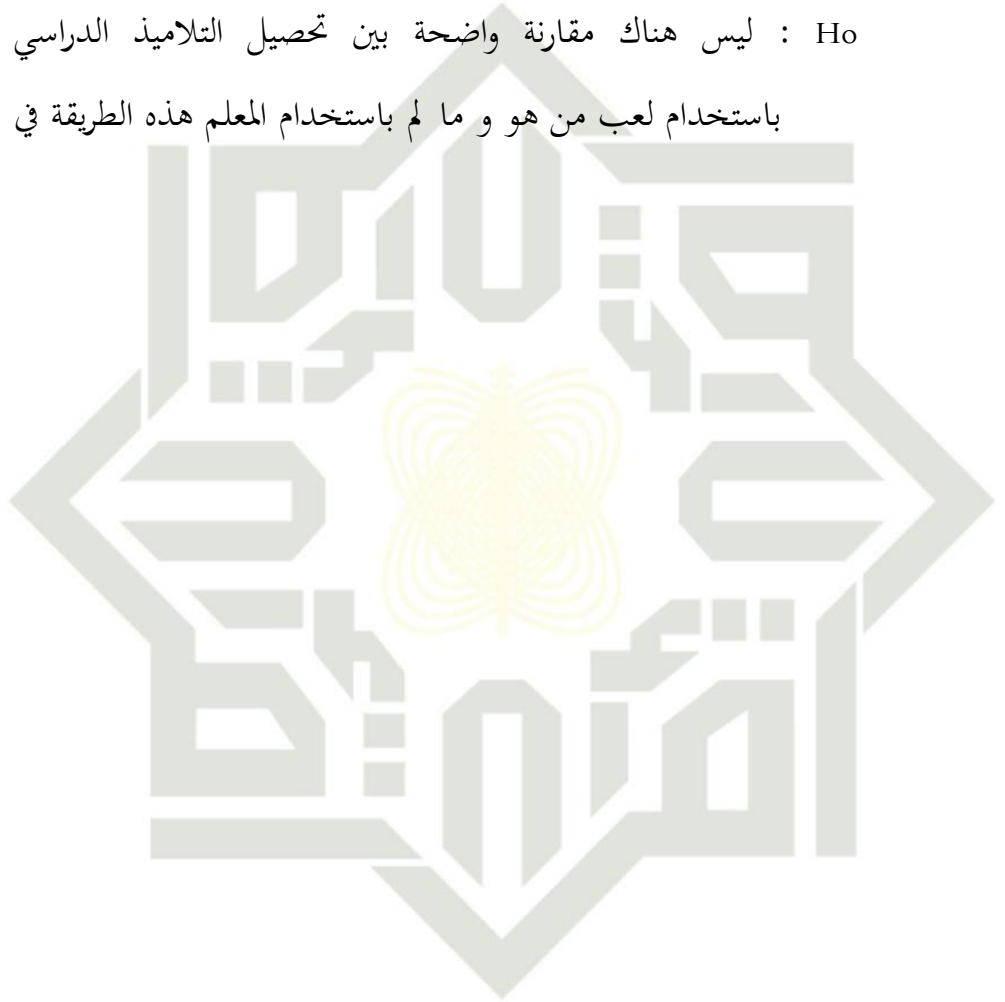 Ho : ليس هناك مقارنة واضحة بين تحصيل التلاميذ الدراسي
باستخدام لعب من هو و ما لم باستخدام المعلم هذه الطريقة في